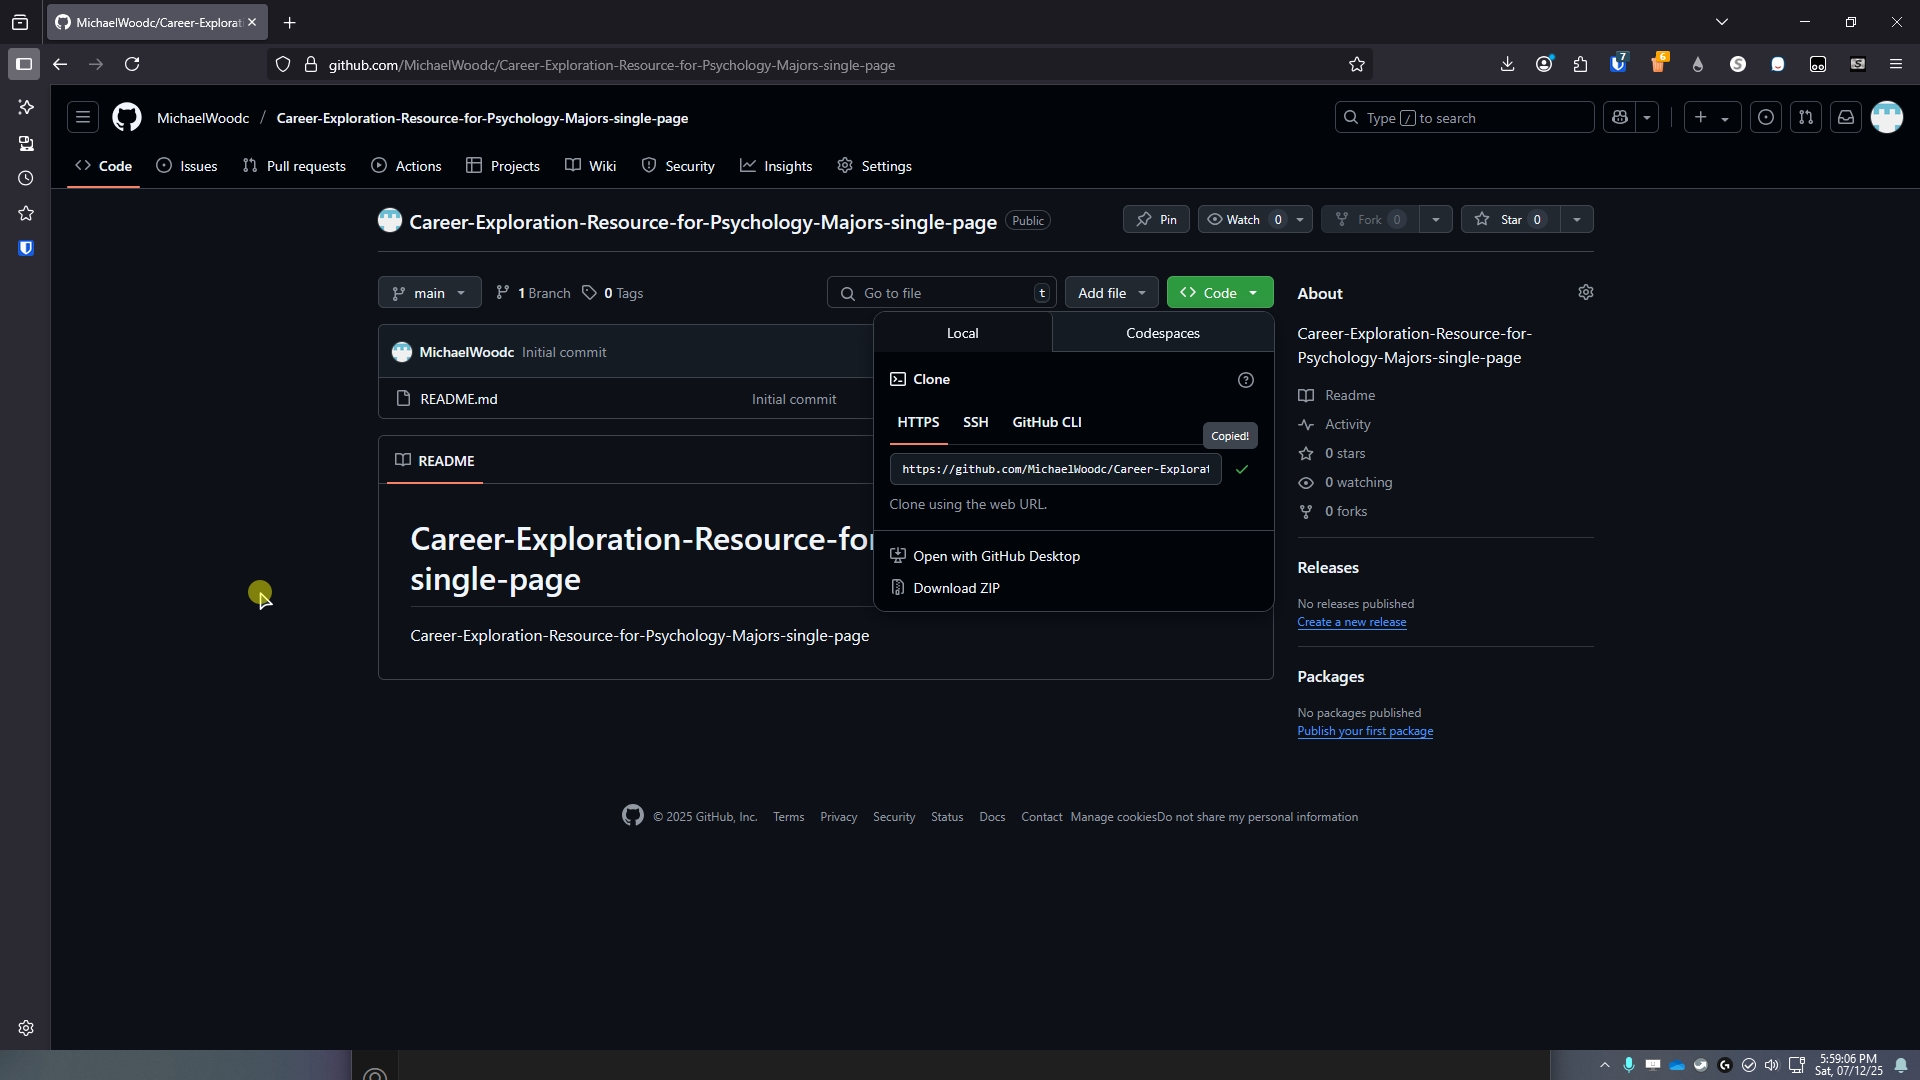 MichaelWoodc/Career-Explorati
github.com/MichaelWoodc/Career-Exploration-Resource-for-Psychology-Majors-single-page
7
6
MichaelWoodc / Career-Exploration-Resource-for-Psychology-Majors-single-page
Type / to search
Code
Issues
Pull requests
Actions
Projects
Wiki
Security
Insights
Settings
Career-Exploration-Resource-for-Psychology-Majors-single-page Public
Pin
Watch 0
Fork 0
Star 0
main
1 Branch
0 Tags
Go to file t
Add file
Code
Local
Codespaces
Clone
HTTPS
SSH
GitHub CLI
Copied!
https://github.com/MichaelWoodc/Career-Explorat
Clone using the web URL.
Open with GitHub Desktop
Download ZIP
MichaelWoodc Initial commit
README.md
Initial commit
README
Career-Exploration-Resource-for
single-page
Career-Exploration-Resource-for-Psychology-Majors-single-page
About
Career-Exploration-Resource-for-
Psychology-Majors-single-page
Readme
Activity
0 stars
0 watching
0 forks
Releases
No releases published
Create a new release
Packages
No packages published
Publish your first package
© 2025 GitHub, Inc.
Terms
Privacy
Security
Status
Docs
Contact
Manage cookies
Do not share my personal information
5:59:06 PM
Sat, 07/12/25